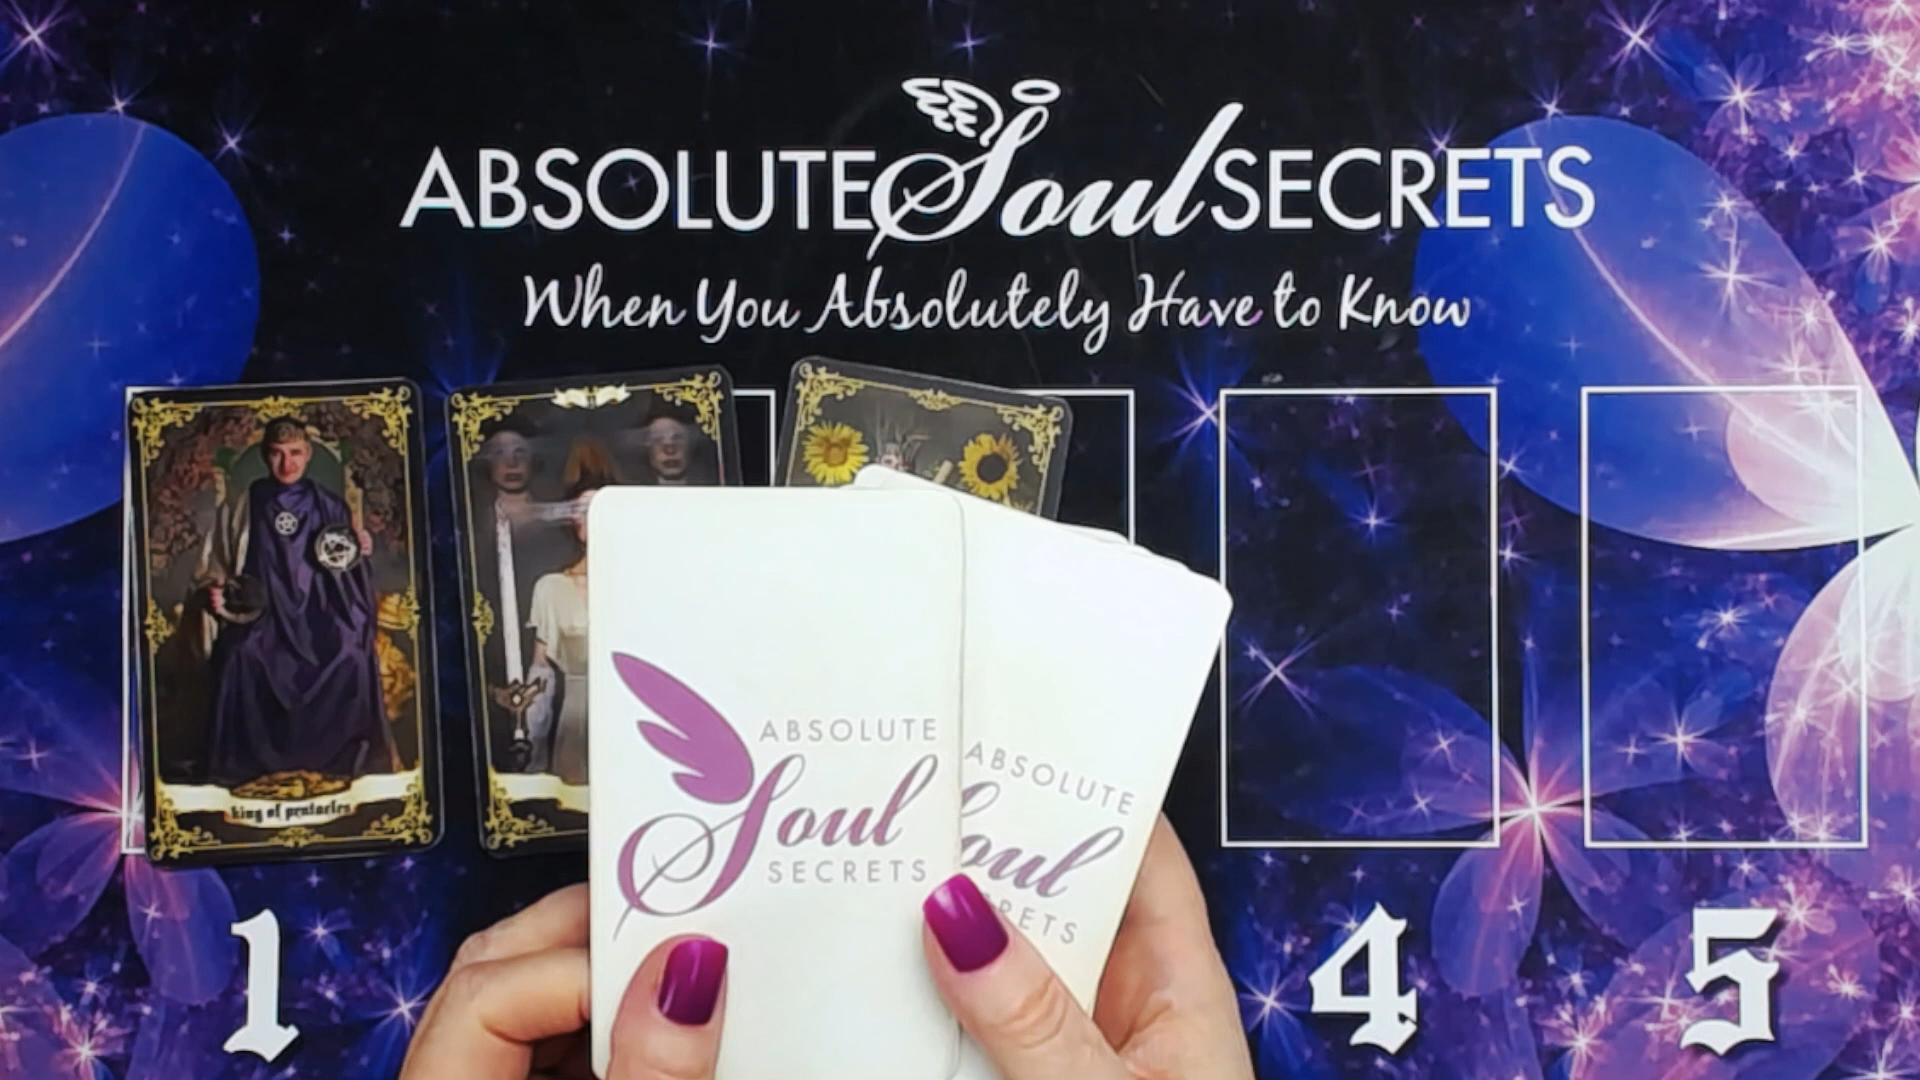 ABSOLUTE Soul SECRETS
When You Absolutely Have to Know
king of pentacles
ABSOLUTE
Soul
SECRETS
ABSOLUTE
Soul
RETS
1
4
5